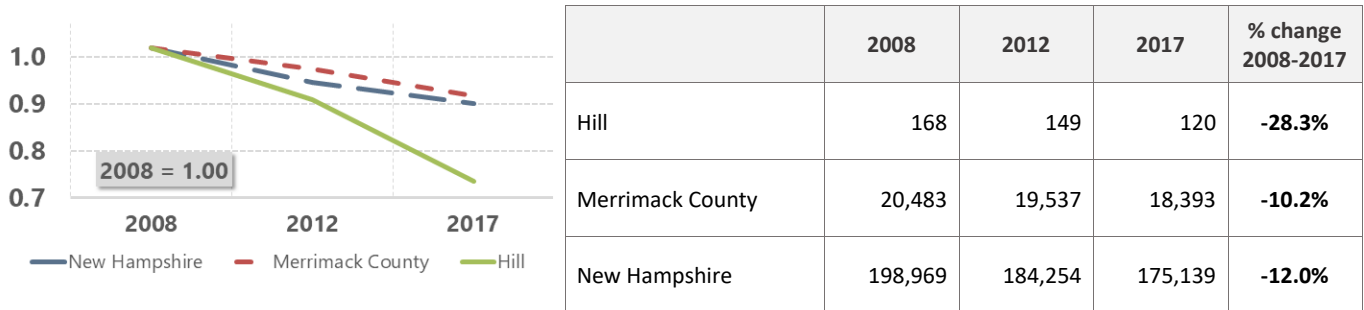 1.0
0.9
0.8
0.7
2008 = 1.00
2008 2012 2017
New Hampshire Merrimack County Hill
2008 2012 2017 % change
2008-2017
Hill 168 149 120 -28.3%
Merrimack County 20,483 19,537 18,393 -10.2%
New Hampshire 198,969 184,254 175,139 -12.0%